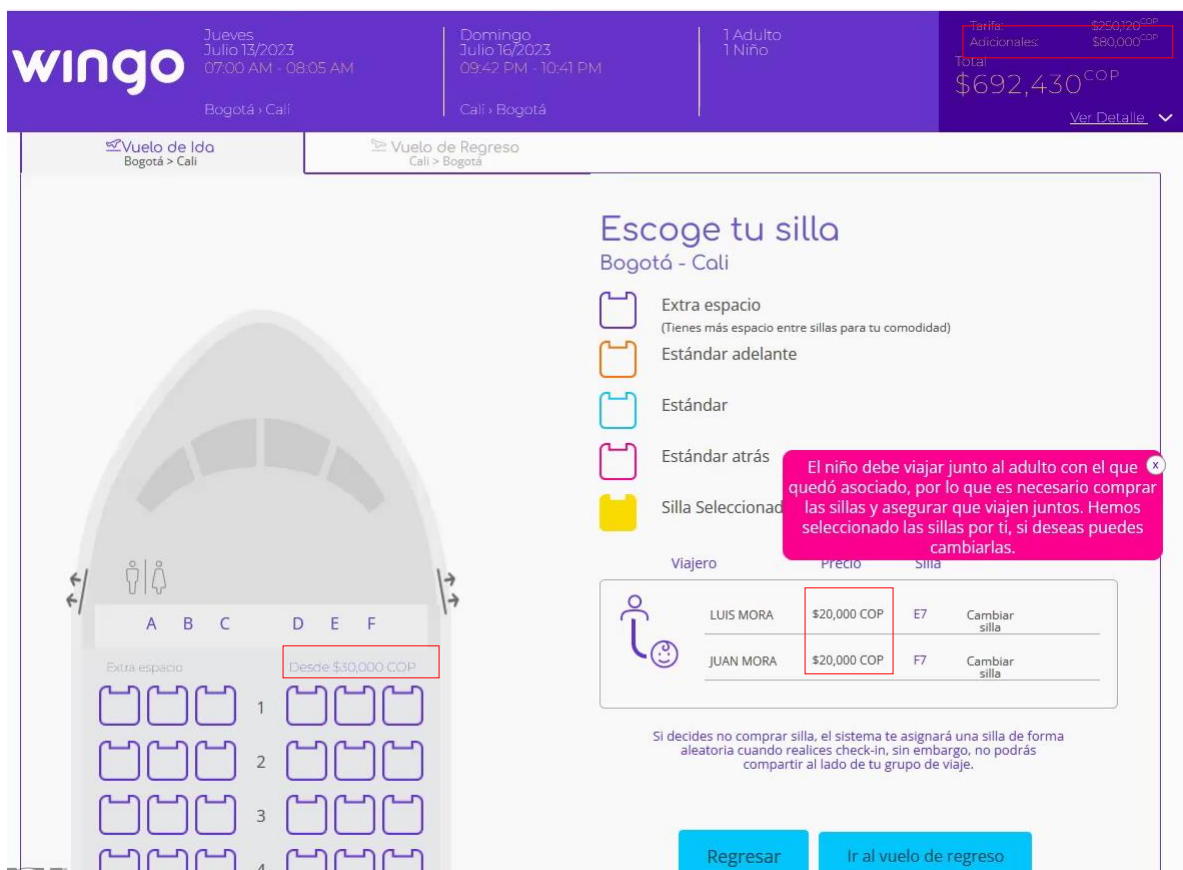 wingo
Jueves
Julio 13/2023
07:00 AM - 08:05 AM
Bogotá › Cali
Domingo
Julio 16/2023
09:42 PM - 10:41 PM
Cali › Bogotá
1 Adulto
1 Niño
Tarifa: $250,120 COP
Adicionales: $80,000 COP
Total
$692,430 COP
Ver Detalle
Vuelo de Ida
Bogotá > Cali
Vuelo de Regreso
Cali > Bogotá
Escoge tu silla
Bogotá - Cali
Extra espacio
(Tienes más espacio entre sillas para tu comodidad)
Estándar adelante
Estándar
Estándar atrás
Silla Seleccionad
El niño debe viajar junto al adulto con el que
quedó asociado, por lo que es necesario comprar
las sillas y asegurar que viajen juntos. Hemos
seleccionado las sillas por ti, si deseas puedes
cambiarlas.
x
Viajero Precio Silla
LUIS MORA $20,000 COP E7 Cambiar
silla
JUAN MORA $20,000 COP F7 Cambiar
silla
Si decides no comprar silla, el sistema te asignará una silla de forma
aleatoria cuando realices check-in, sin embargo, no podrás
compartir al lado de tu grupo de viaje.
Regresar
Ir al vuelo de regreso
A B C D E F
Extra espacio Desde $30,000 COP
1
2
3
4